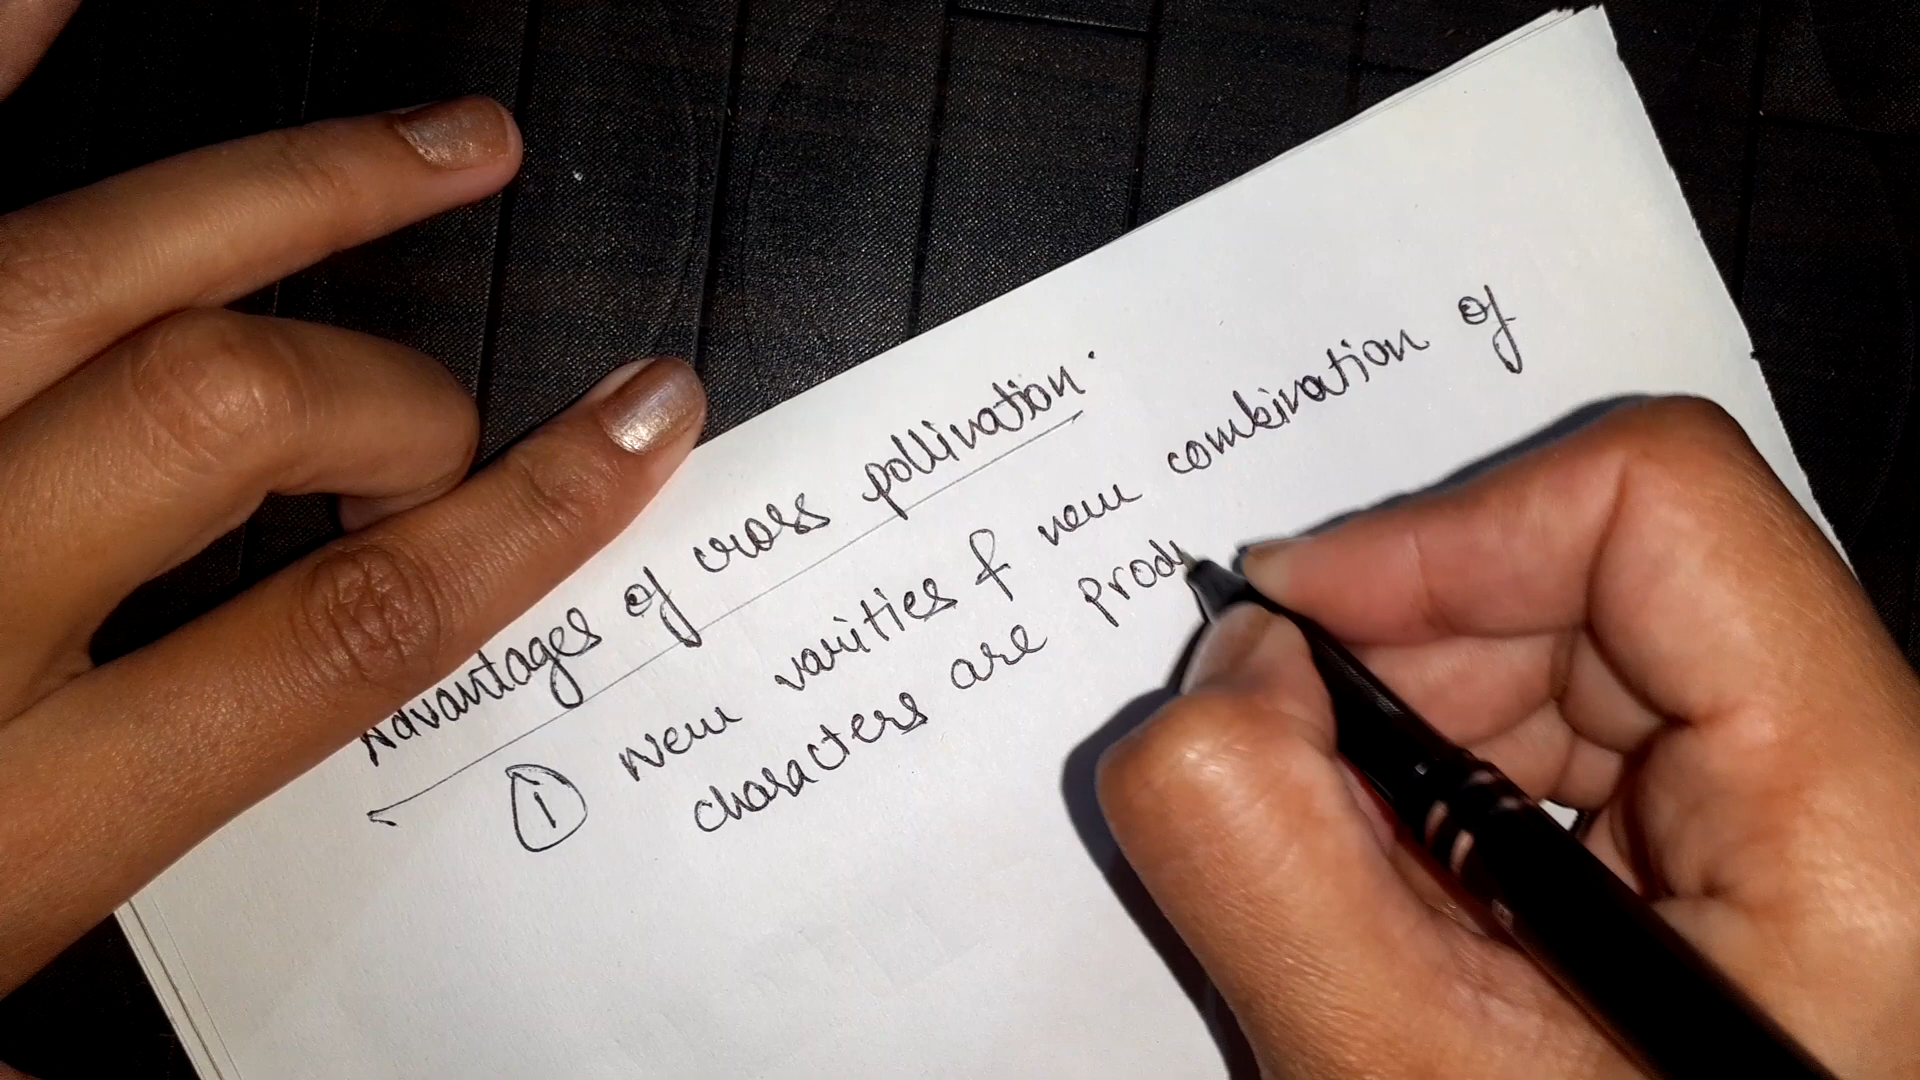 Advantages of cross pollination.
① New varities & new combination of
characters are prod